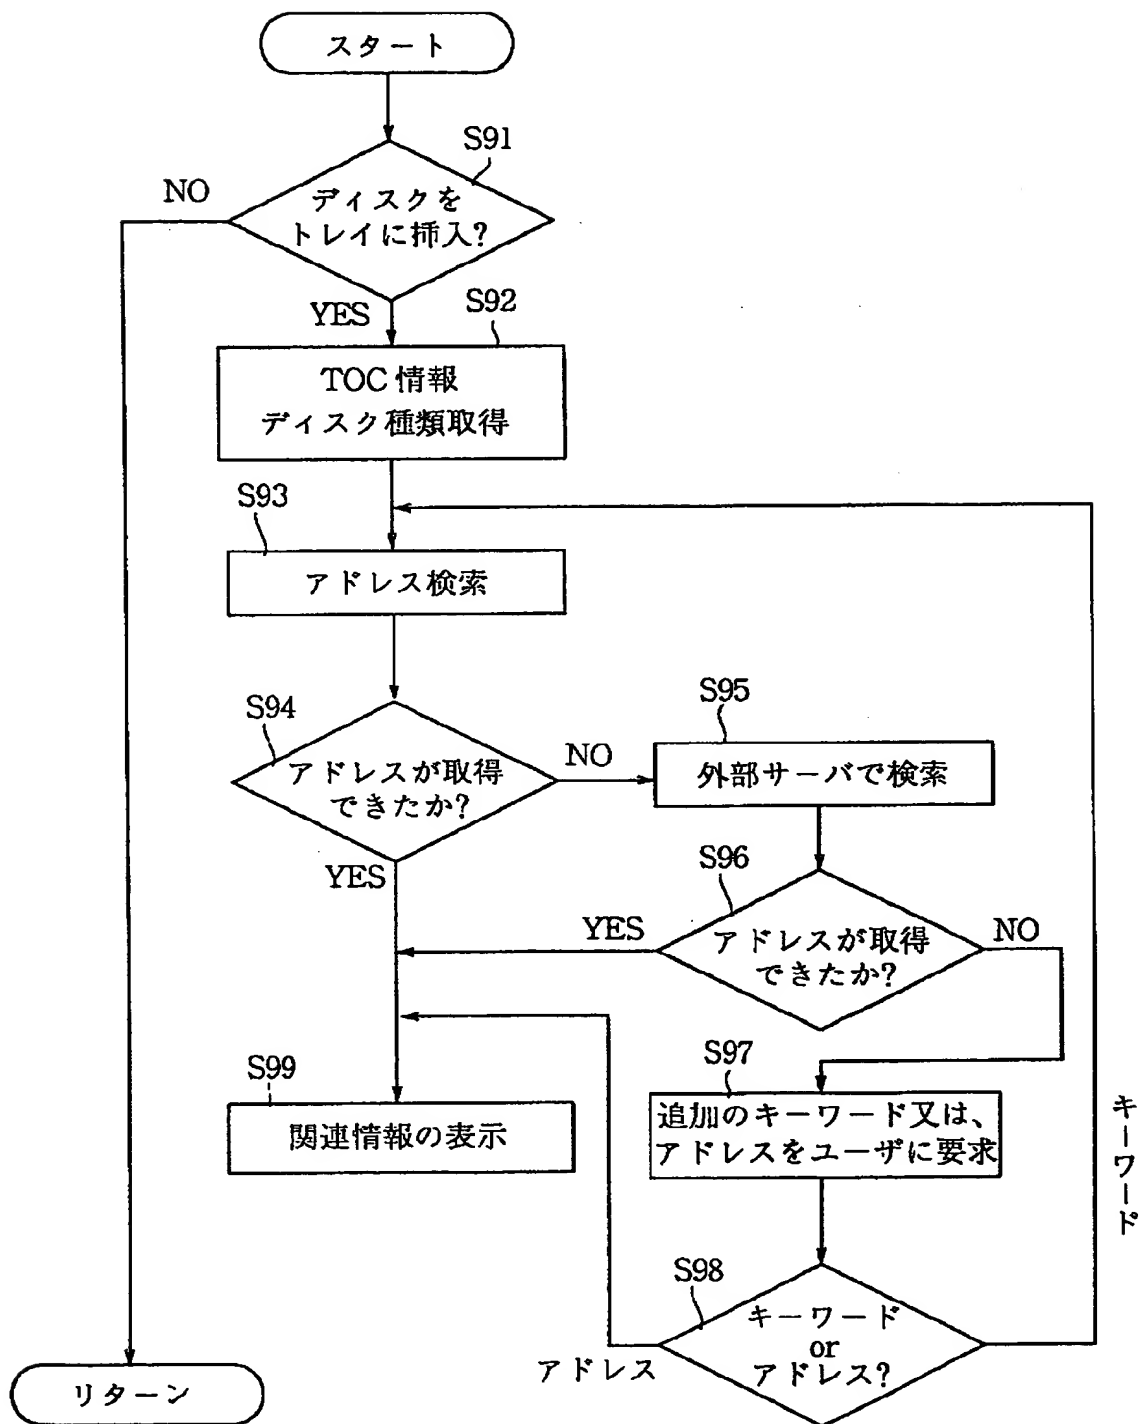 スタート
S91
NO
ディスクを
トレイに挿入?
YES
S92
TOC 情報
ディスク種類取得
S93
アドレス検索
S94
アドレスが取得
できたか?
NO
S95
外部サーバで検索
YES
S96
アドレスが取得
できたか?
YES
NO
S97
追加のキーワード又は、
アドレスをユーザに要求
S99
関連情報の表示
キーワード
S98
キーワード
or
アドレス?
アドレス
リターン